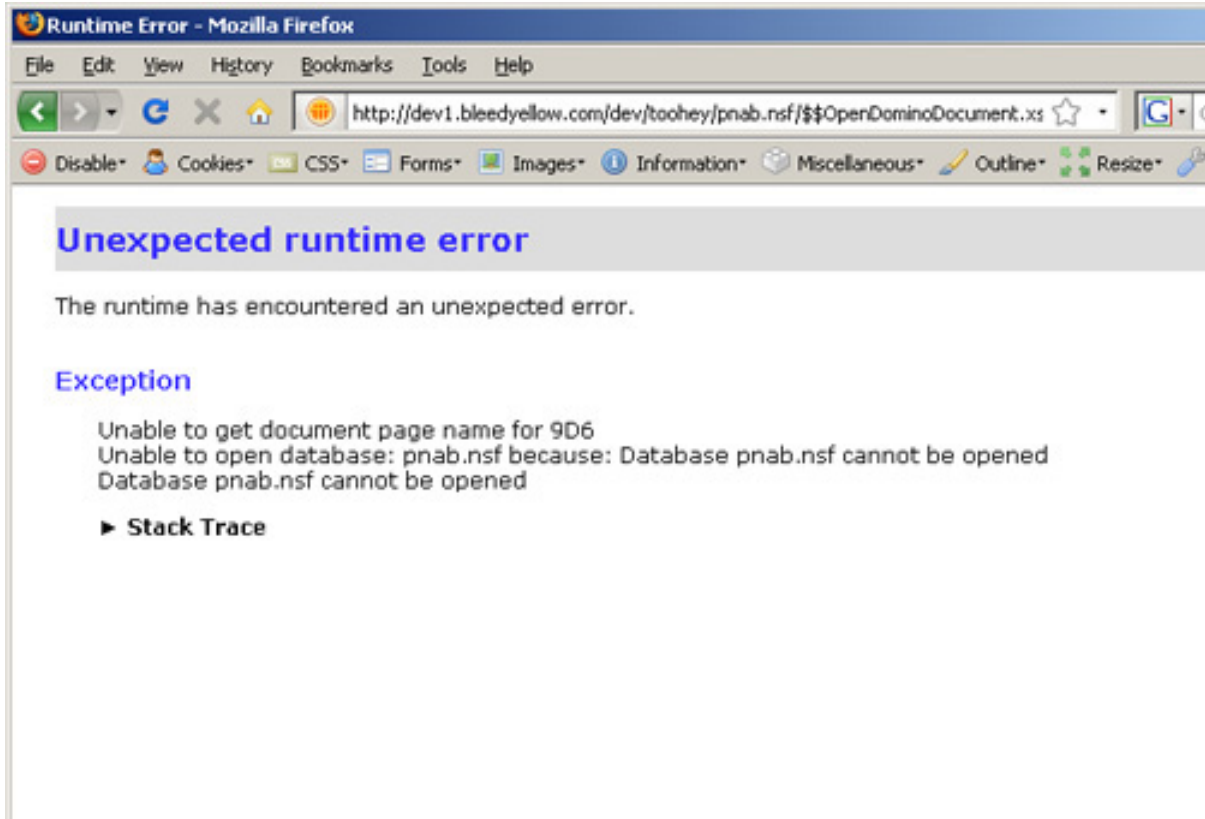 Runtime Error - Mozilla Firefox
File Edit View History Bookmarks Tools Help
http://dev1.bleedyellow.com/dev/toohey/pnab.nsf/$$OpenDominoDocument.xs G
Disable Cookies CSS Forms Images Information Miscellaneous Outline Resize
Unexpected runtime error
The runtime has encountered an unexpected error.
Exception
Unable to get document page name for 9D6
Unable to open database: pnab.nsf because: Database pnab.nsf cannot be opened
Database pnab.nsf cannot be opened
► Stack Trace